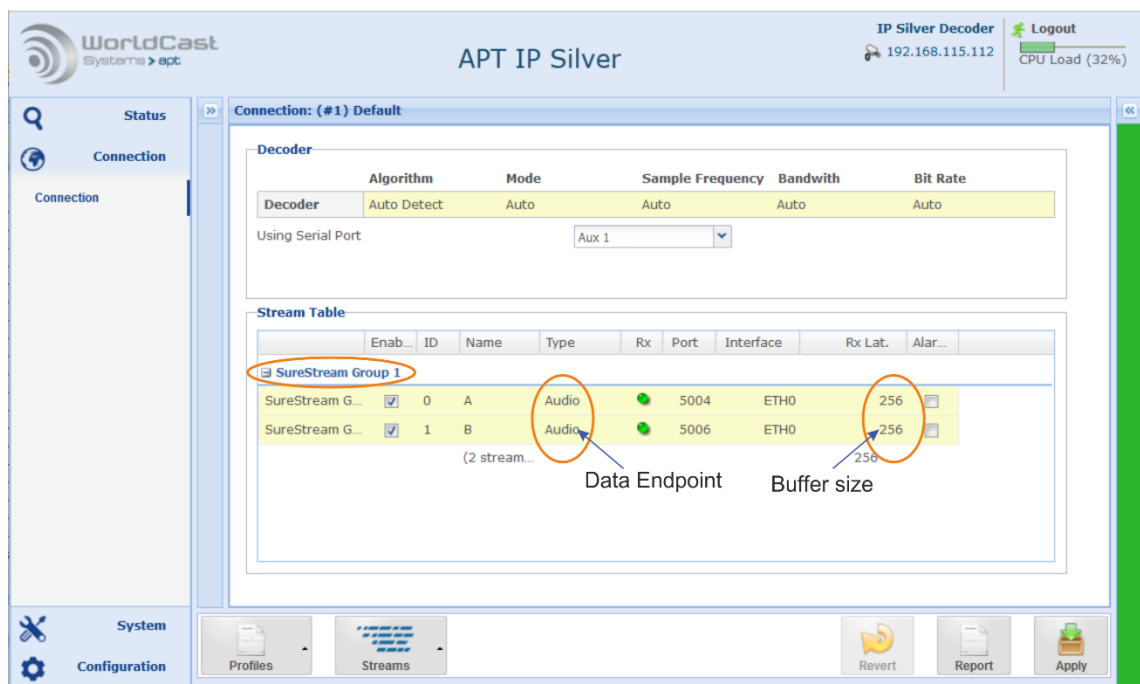 WorldCast
Systems > apt
APT IP Silver
IP Silver Decoder
192.168.115.112
Logout
CPU Load (32%)
Status
Connection
Connection
Connection: (#1) Default
Decoder
Algorithm Mode Sample Frequency Bandwith Bit Rate
Decoder Auto Detect Auto Auto Auto Auto
Using Serial Port Aux 1
Stream Table
Enab... ID Name Type Rx Port Interface Rx Lat. Alar...
SureStream Group 1
SureStream G... 0 A Audio 5004 ETH0 256
SureStream G... 1 B Audio 5006 ETH0 256
(2 stream... 256
Data Endpoint Buffer size
System
Configuration
Profiles Streams Revert Report Apply